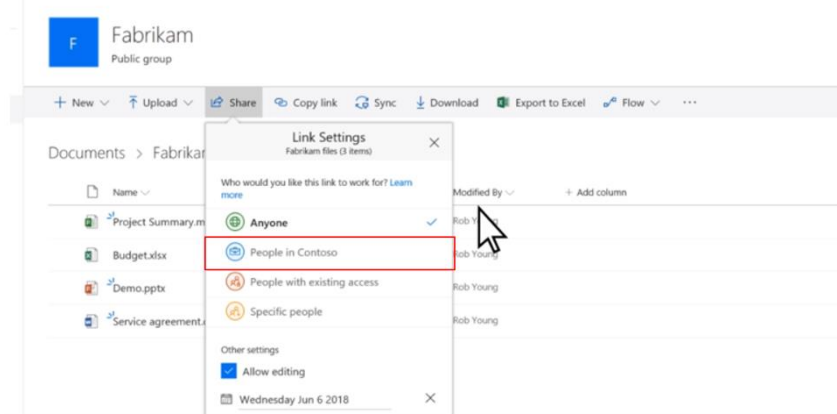 F
Fabrikam
Public group
New Upload Share Copy link Sync Download Export to Excel Flow ...
Documents > Fabrikar
Link Settings
Fabrikam files (3 items)
Who would you like this link to work for? Learn
more
Name
Modified By
+ Add column
Anyone
Project Summary.m
Rob Young
People in Contoso
Budget.xlsx
Rob Young
People with existing access
Demo.pptx
Rob Young
Specific people
Service agreement.
Rob Young
Other settings
Allow editing
Wednesday Jun 6 2018